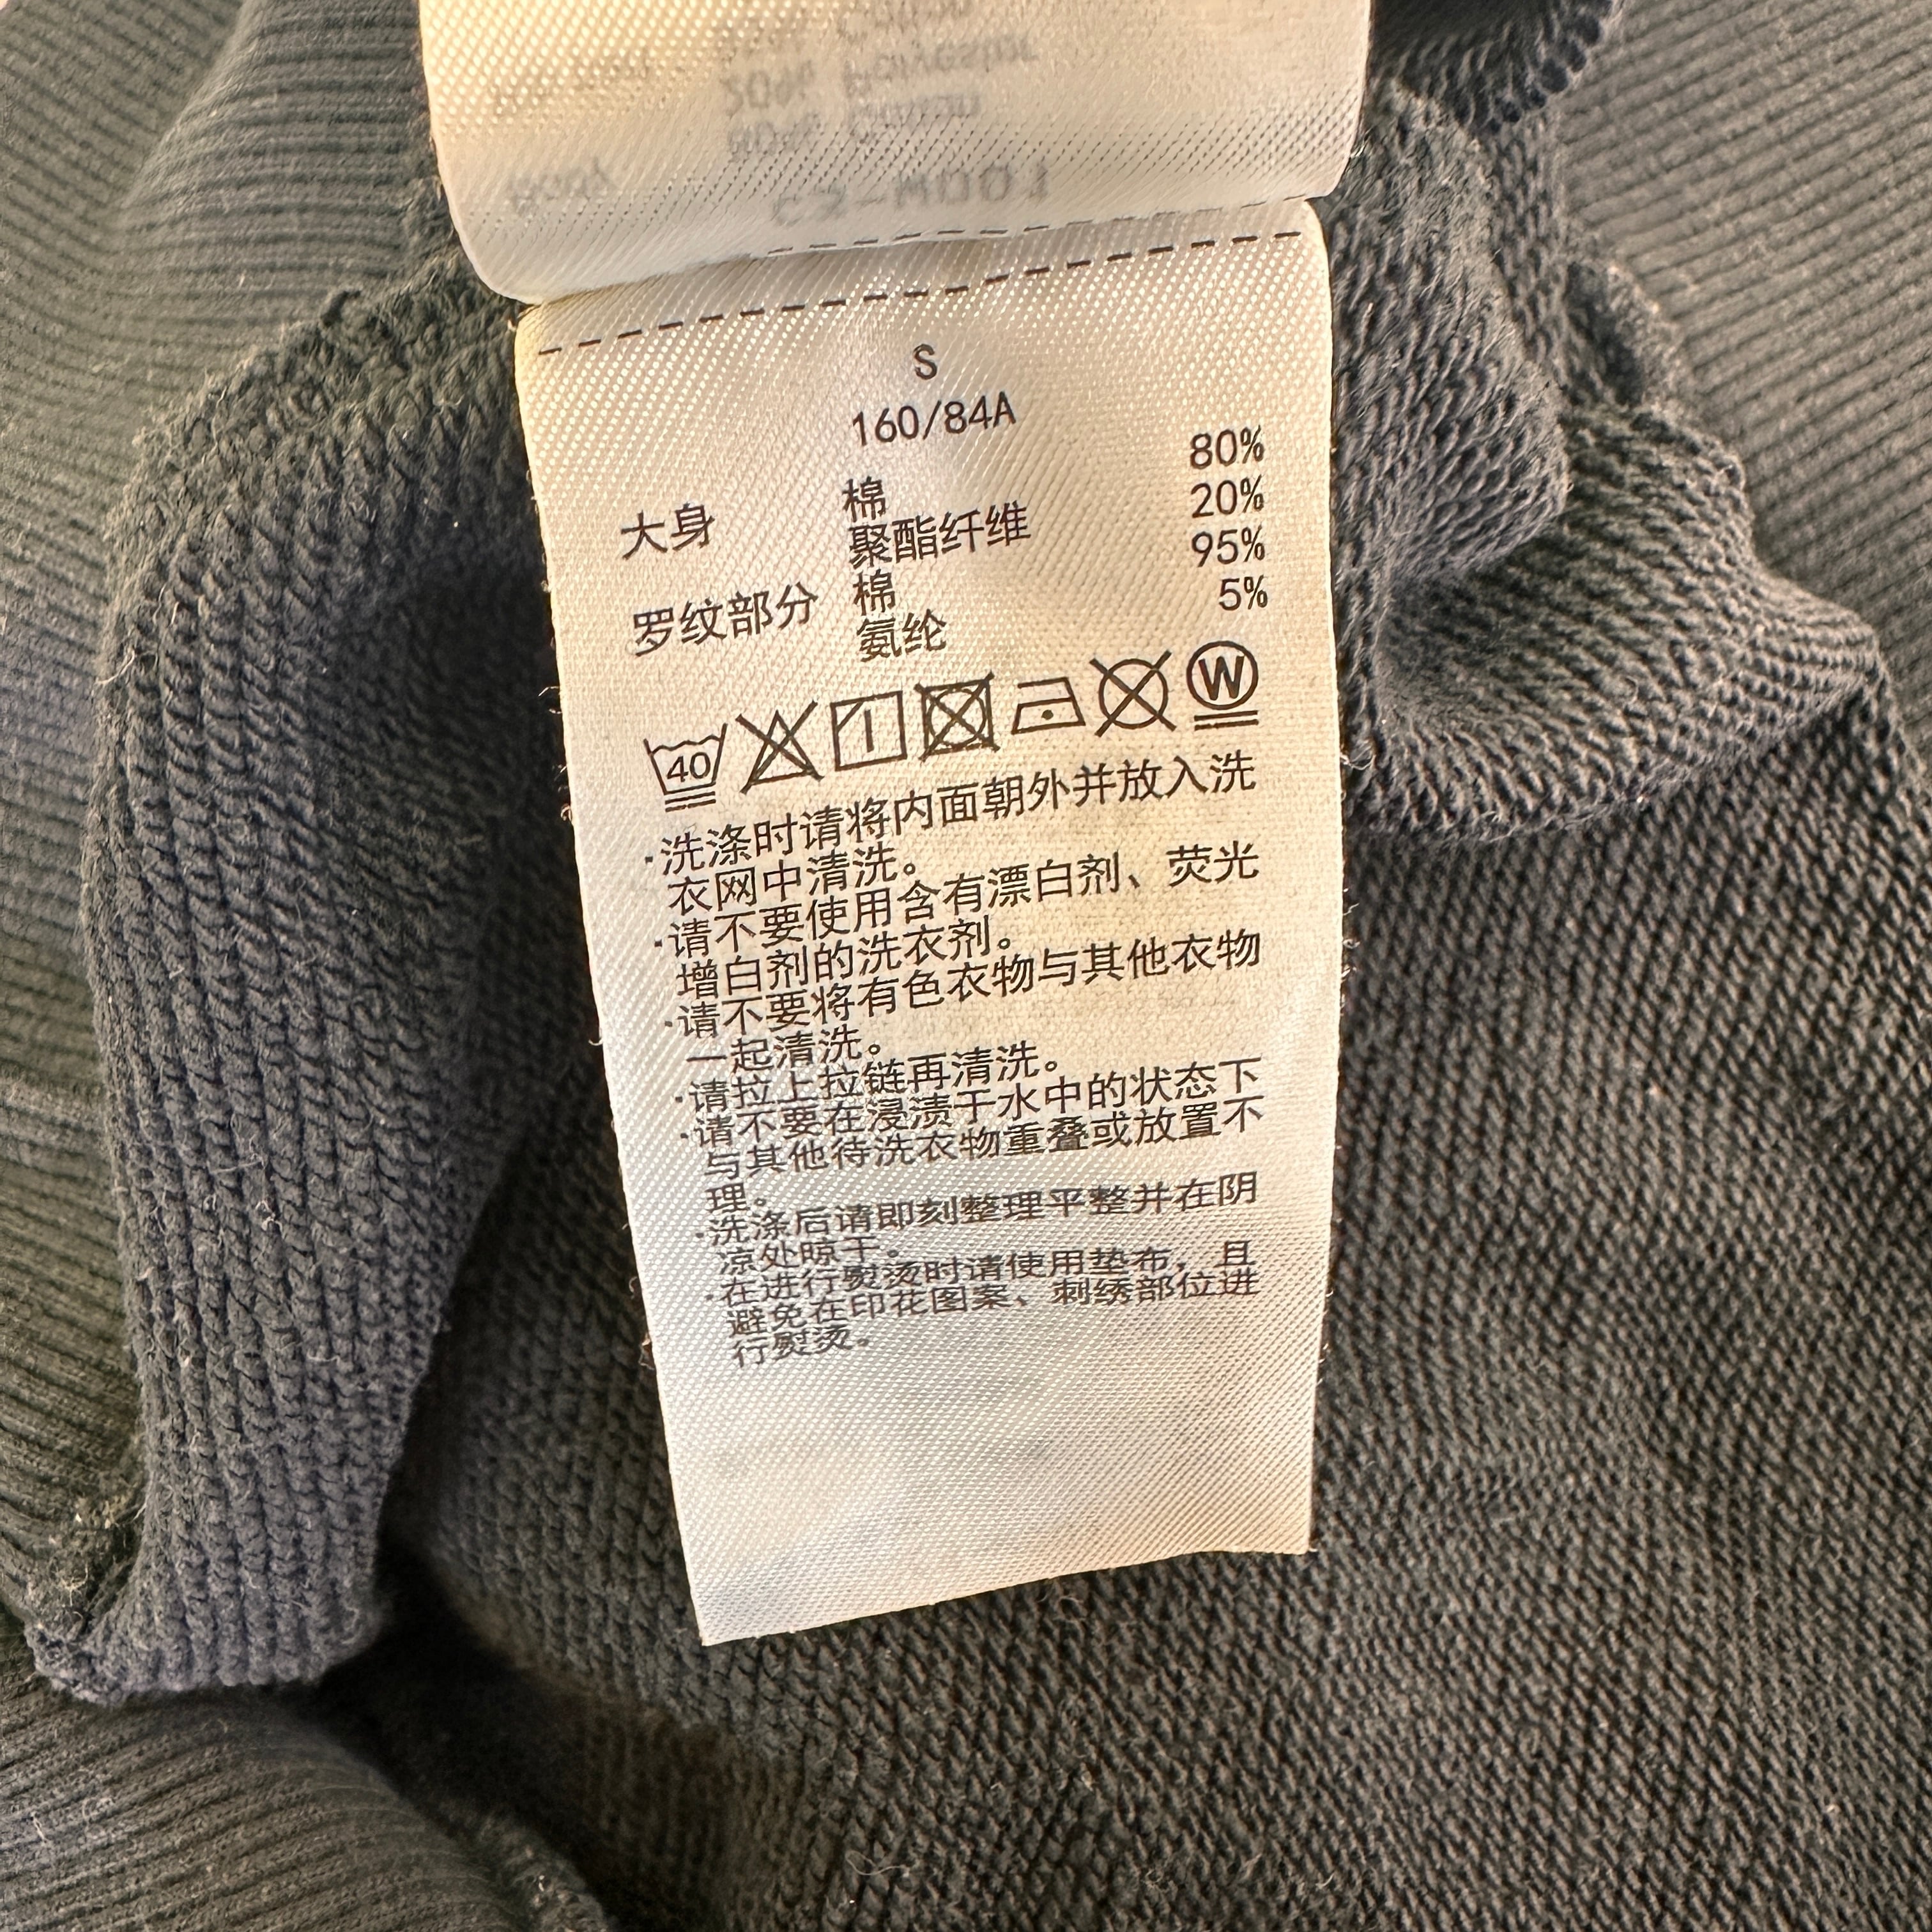 S
160/84A
大身 棉 80%
聚酯纤维 20%
罗纹部分 棉 95%
氨纶 5%
40 W
·洗涤时请将内面朝外并放入洗
衣网中清洗。
·请不要使用含有漂白剂、荧光
增白剂的洗衣剂。
·请不要将有色衣物与其他衣物
一起清洗。
·请拉上拉链再清洗。
·请不要在浸渍于水中的状态下
与其他待洗衣物重叠或放置不
理。
·洗涤后请即刻整理平整并在阴
凉处晾干。
·在进行熨烫时请使用垫布，且
避免在印花图案、刺绣部位进
行熨烫。